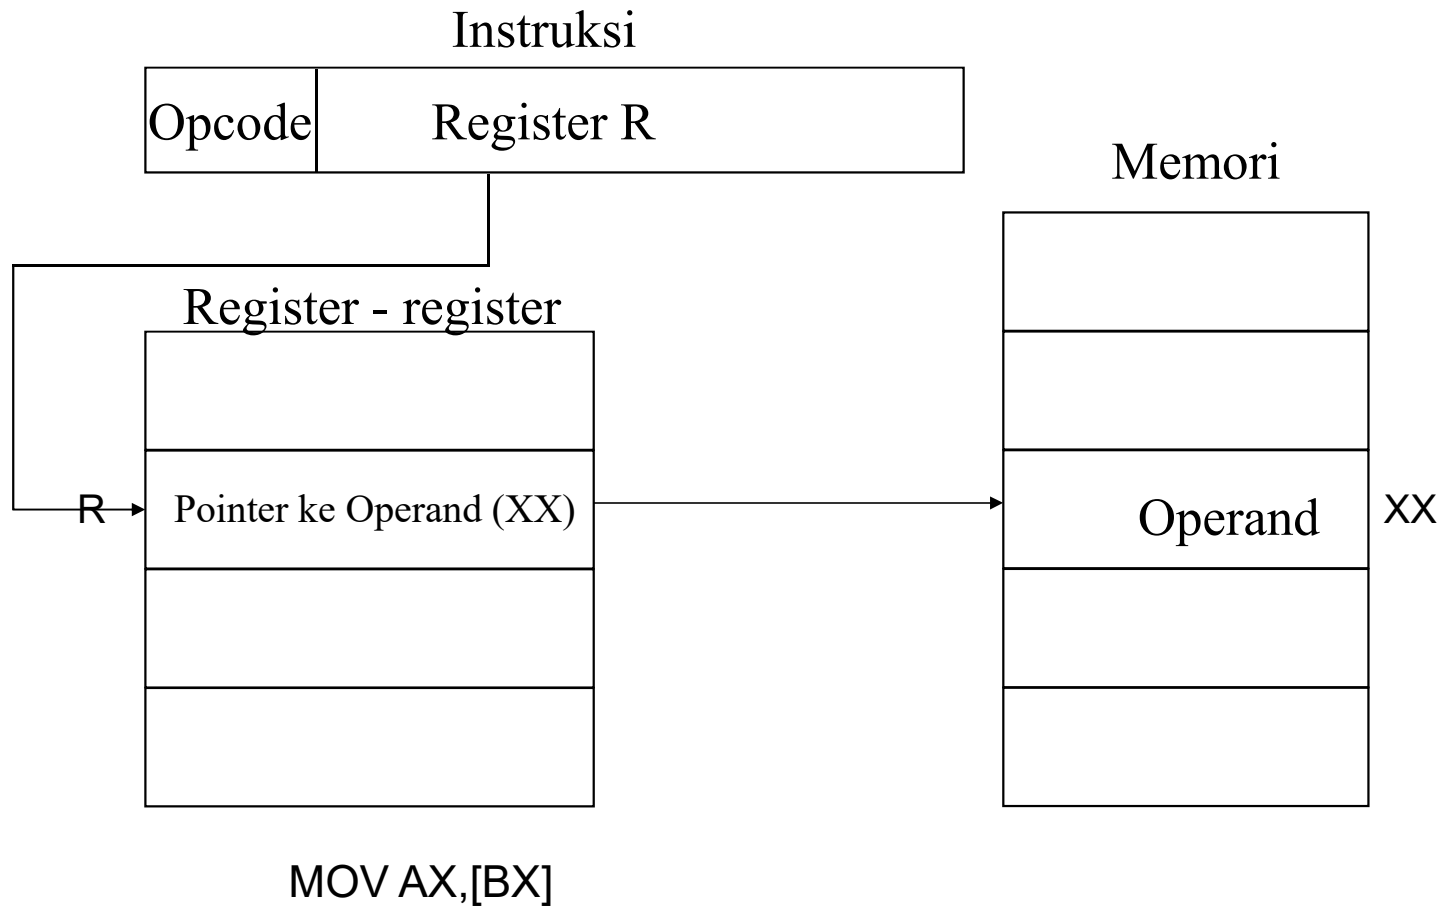 Instruksi
Opcode
Register R
Memori
Register - register
R
Pointer ke Operand (XX)
Operand
XX
MOV AX,[BX]